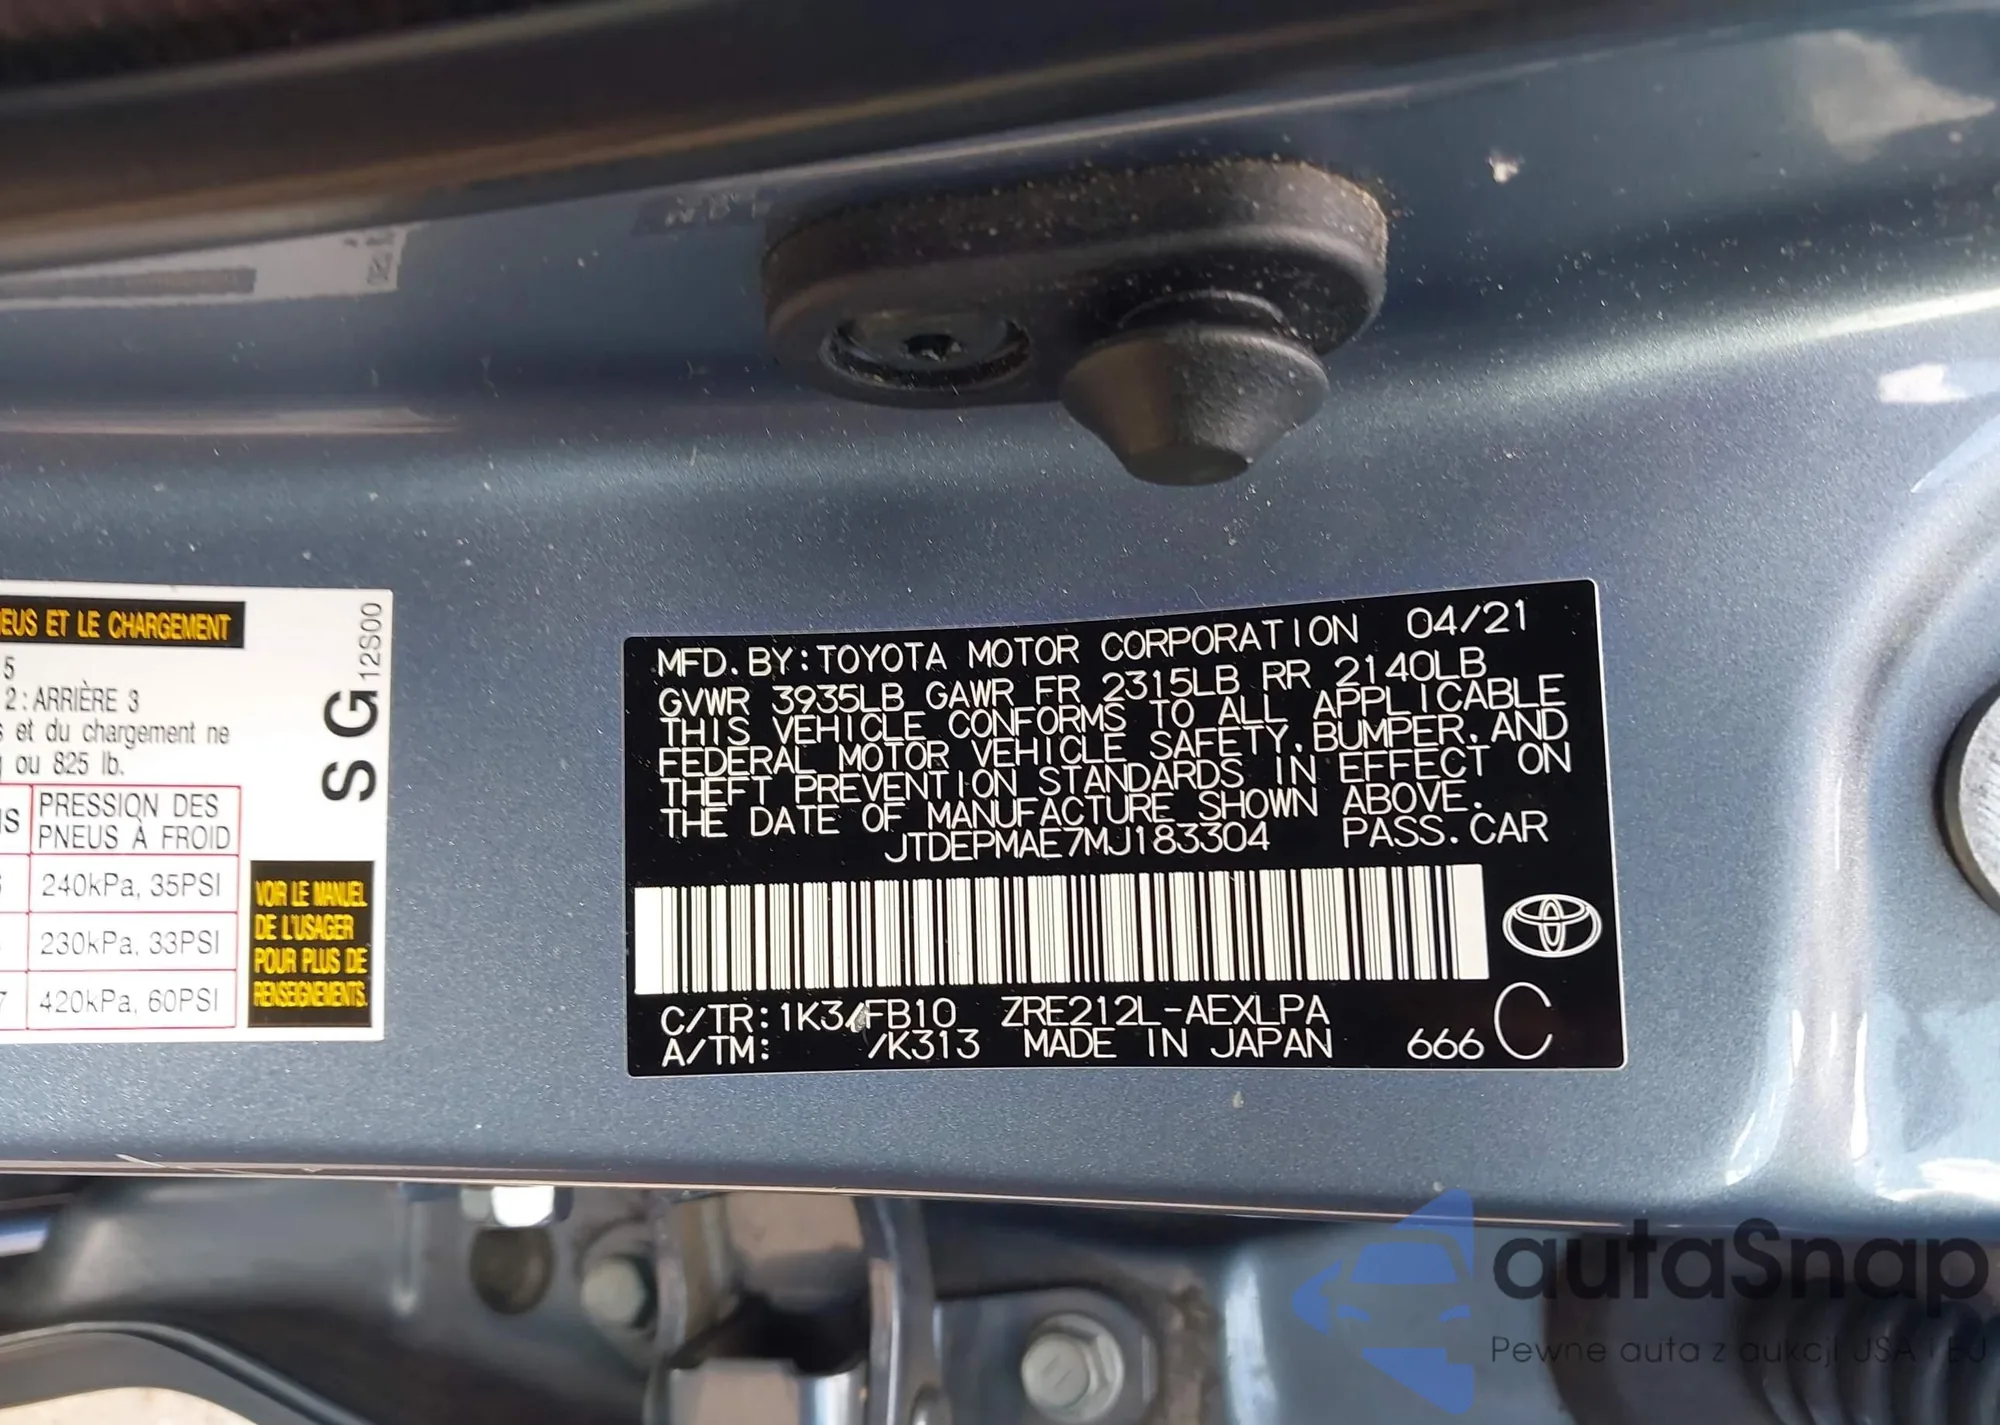 EUS ET LE CHARGEMENT
5
2 : ARRIÈRE 3
et du chargement ne
ou 825 lb.
PRESSION DES
PNEUS À FROID
240kPa, 35PSI
230kPa, 33PSI
420kPa, 60PSI
12S00
SG
VOIR LE MANUEL
DE L'USAGER
POUR PLUS DE
RENSEIGNEMENTS.
MFD. BY: TOYOTA MOTOR CORPORATION 04/21
GVWR 3935LB GAWR FR 2315LB RR 2140LB
THIS VEHICLE CONFORMS TO ALL APPLICABLE
FEDERAL MOTOR VEHICLE SAFETY, BUMPER, AND
THEFT PREVENTION STANDARDS IN EFFECT ON
THE DATE OF MANUFACTURE SHOWN ABOVE.
JTDEPMAE7MJ183304 PASS. CAR
C/TR: 1K3/FB10 ZRE212L-AEXLPA
A/TM: /K313 MADE IN JAPAN 666 C
autaSnap
Pewne auta z aukcji